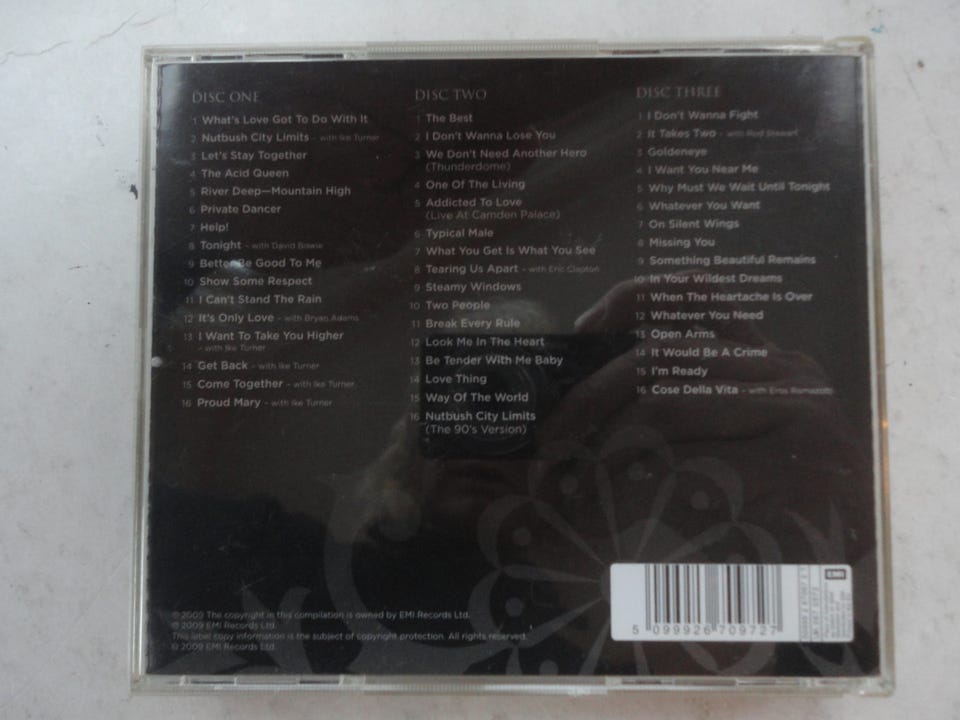 DISC ONE
1 What's Love Got To Do With It
2 Nutbush City Limits - with Ike Turner
3 Let's Stay Together
4 The Acid Queen
5 River Deep—Mountain High
6 Private Dancer
7 Help!
8 Tonight - with David Bowie
9 Better Be Good To Me
10 Show Some Respect
11 I Can't Stand The Rain
12 It's Only Love - with Bryan Adams
13 I Want To Take You Higher
- with Ike Turner
14 Get Back - with Ike Turner
15 Come Together - with Ike Turner
16 Proud Mary - with Ike Turner
DISC TWO
1 The Best
2 I Don't Wanna Lose You
3 We Don't Need Another Hero
(Thunderdome)
4 One Of The Living
5 Addicted To Love
(Live At Camden Palace)
6 Typical Male
7 What You Get Is What You See
8 Tearing Us Apart - with Eric Clapton
9 Steamy Windows
10 Two People
11 Break Every Rule
12 Look Me In The Heart
13 Be Tender With Me Baby
14 Love Thing
15 Way Of The World
16 Nutbush City Limits
(The 90's Version)
DISC THREE
1 I Don't Wanna Fight
2 It Takes Two - with Rod Stewart
3 Goldeneye
4 I Want You Near Me
5 Why Must We Wait Until Tonight
6 Whatever You Want
7 On Silent Wings
8 Missing You
9 Something Beautiful Remains
10 In Your Wildest Dreams
11 When The Heartache Is Over
12 Whatever You Need
13 Open Arms
14 It Would Be A Crime
15 I'm Ready
16 Cose Della Vita - with Eros Ramazzotti
℗ 2009 The copyright in this compilation is owned by EMI Records Ltd.
© 2009 EMI Records Ltd.
This label copy information is the subject of copyright protection. All rights reserved.
© 2009 EMI Records Ltd.
5 099926 709727
EMI